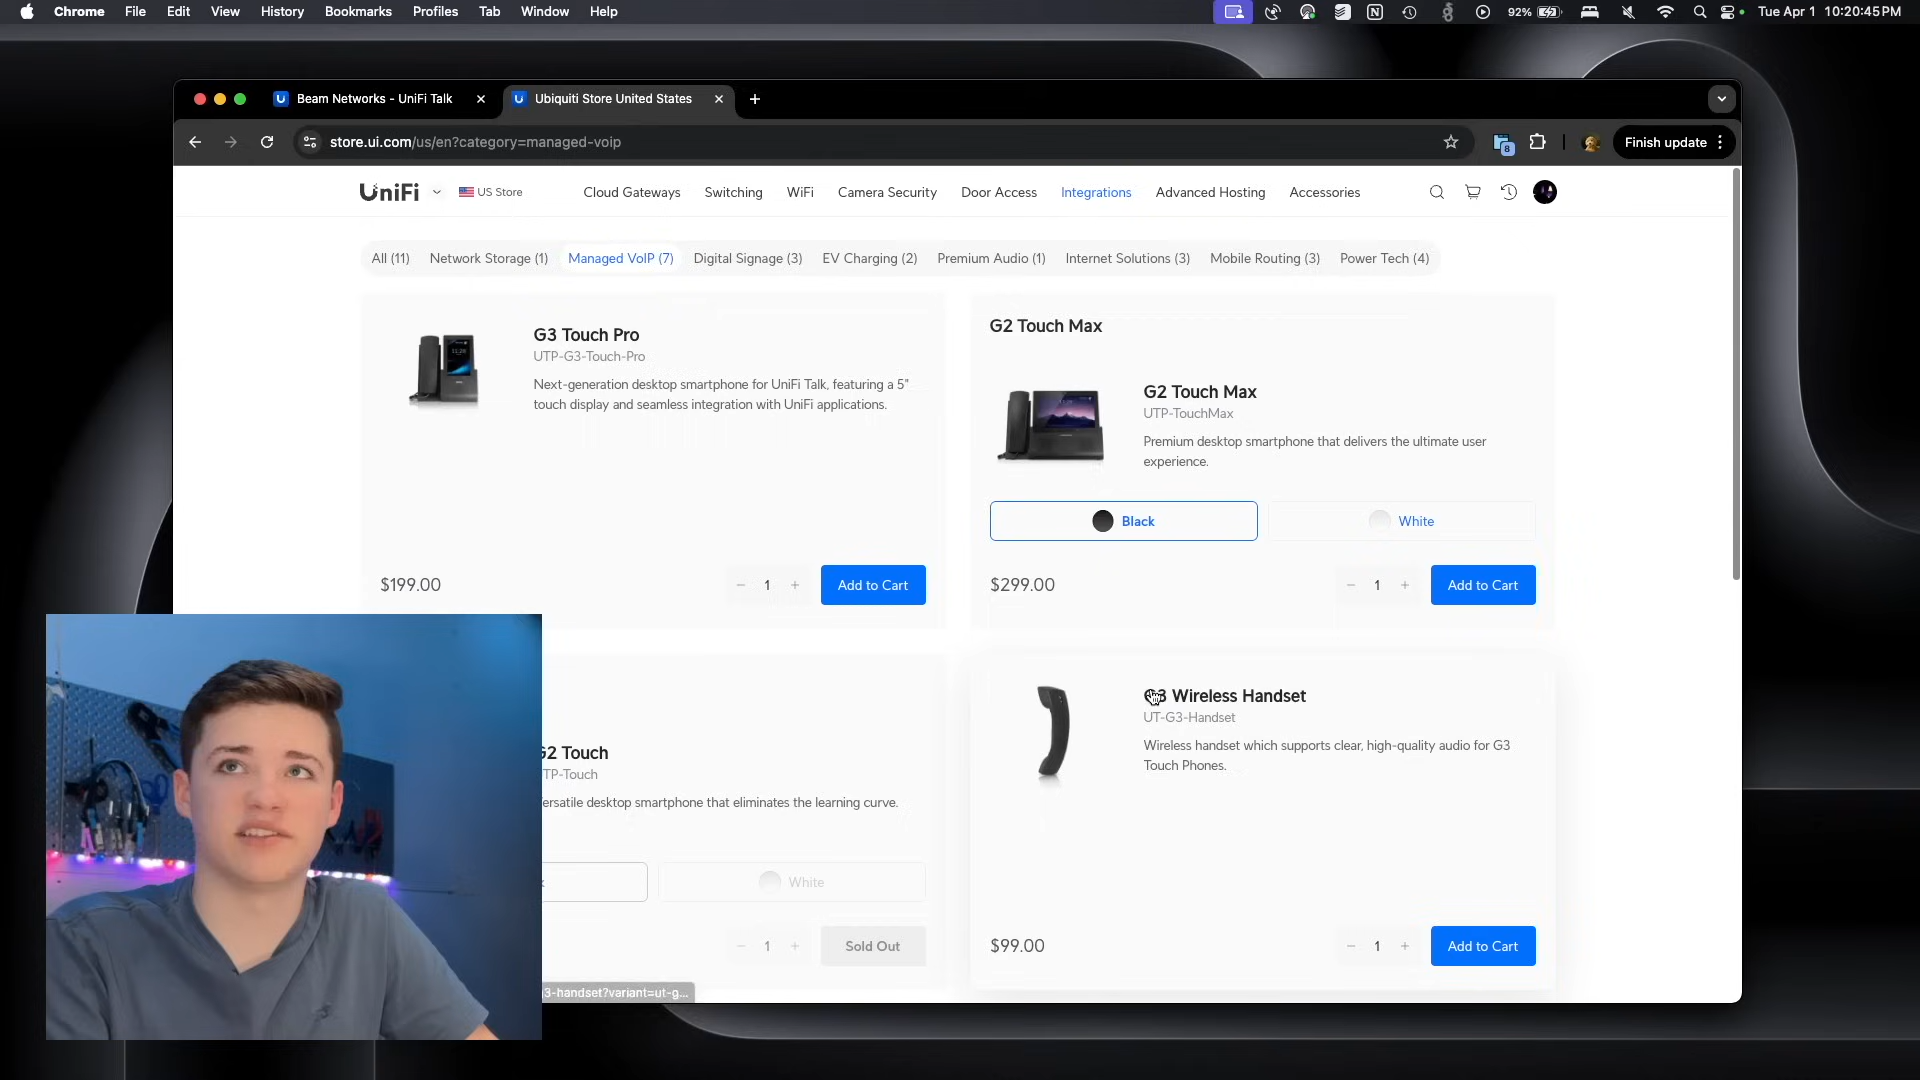 Chrome File Edit View History Bookmarks Profiles Tab Window Help
92% Tue Apr 1 10:20:45 PM
Beam Networks - UniFi Talk
Ubiquiti Store United States
store.ui.com/us/en?category=managed-voip
8
Finish update
UniFi
US Store
Cloud Gateways Switching WiFi Camera Security Door Access Integrations Advanced Hosting Accessories
All (11) Network Storage (1) Managed VoIP (7) Digital Signage (3) EV Charging (2) Premium Audio (1) Internet Solutions (3) Mobile Routing (3) Power Tech (4)
G3 Touch Pro
UTP-G3-Touch-Pro
Next-generation desktop smartphone for UniFi Talk, featuring a 5"
touch display and seamless integration with UniFi applications.
$199.00 − 1 + Add to Cart
G2 Touch Max
G2 Touch Max
UTP-TouchMax
Premium desktop smartphone that delivers the ultimate user
experience.
Black White
$299.00 − 1 + Add to Cart
G2 Touch
TP-Touch
ersatile desktop smartphone that eliminates the learning curve.
White
− 1 + Sold Out
G3 Wireless Handset
UT-G3-Handset
Wireless handset which supports clear, high-quality audio for G3
Touch Phones.
$99.00 − 1 + Add to Cart
3-handset?variant=ut-g...